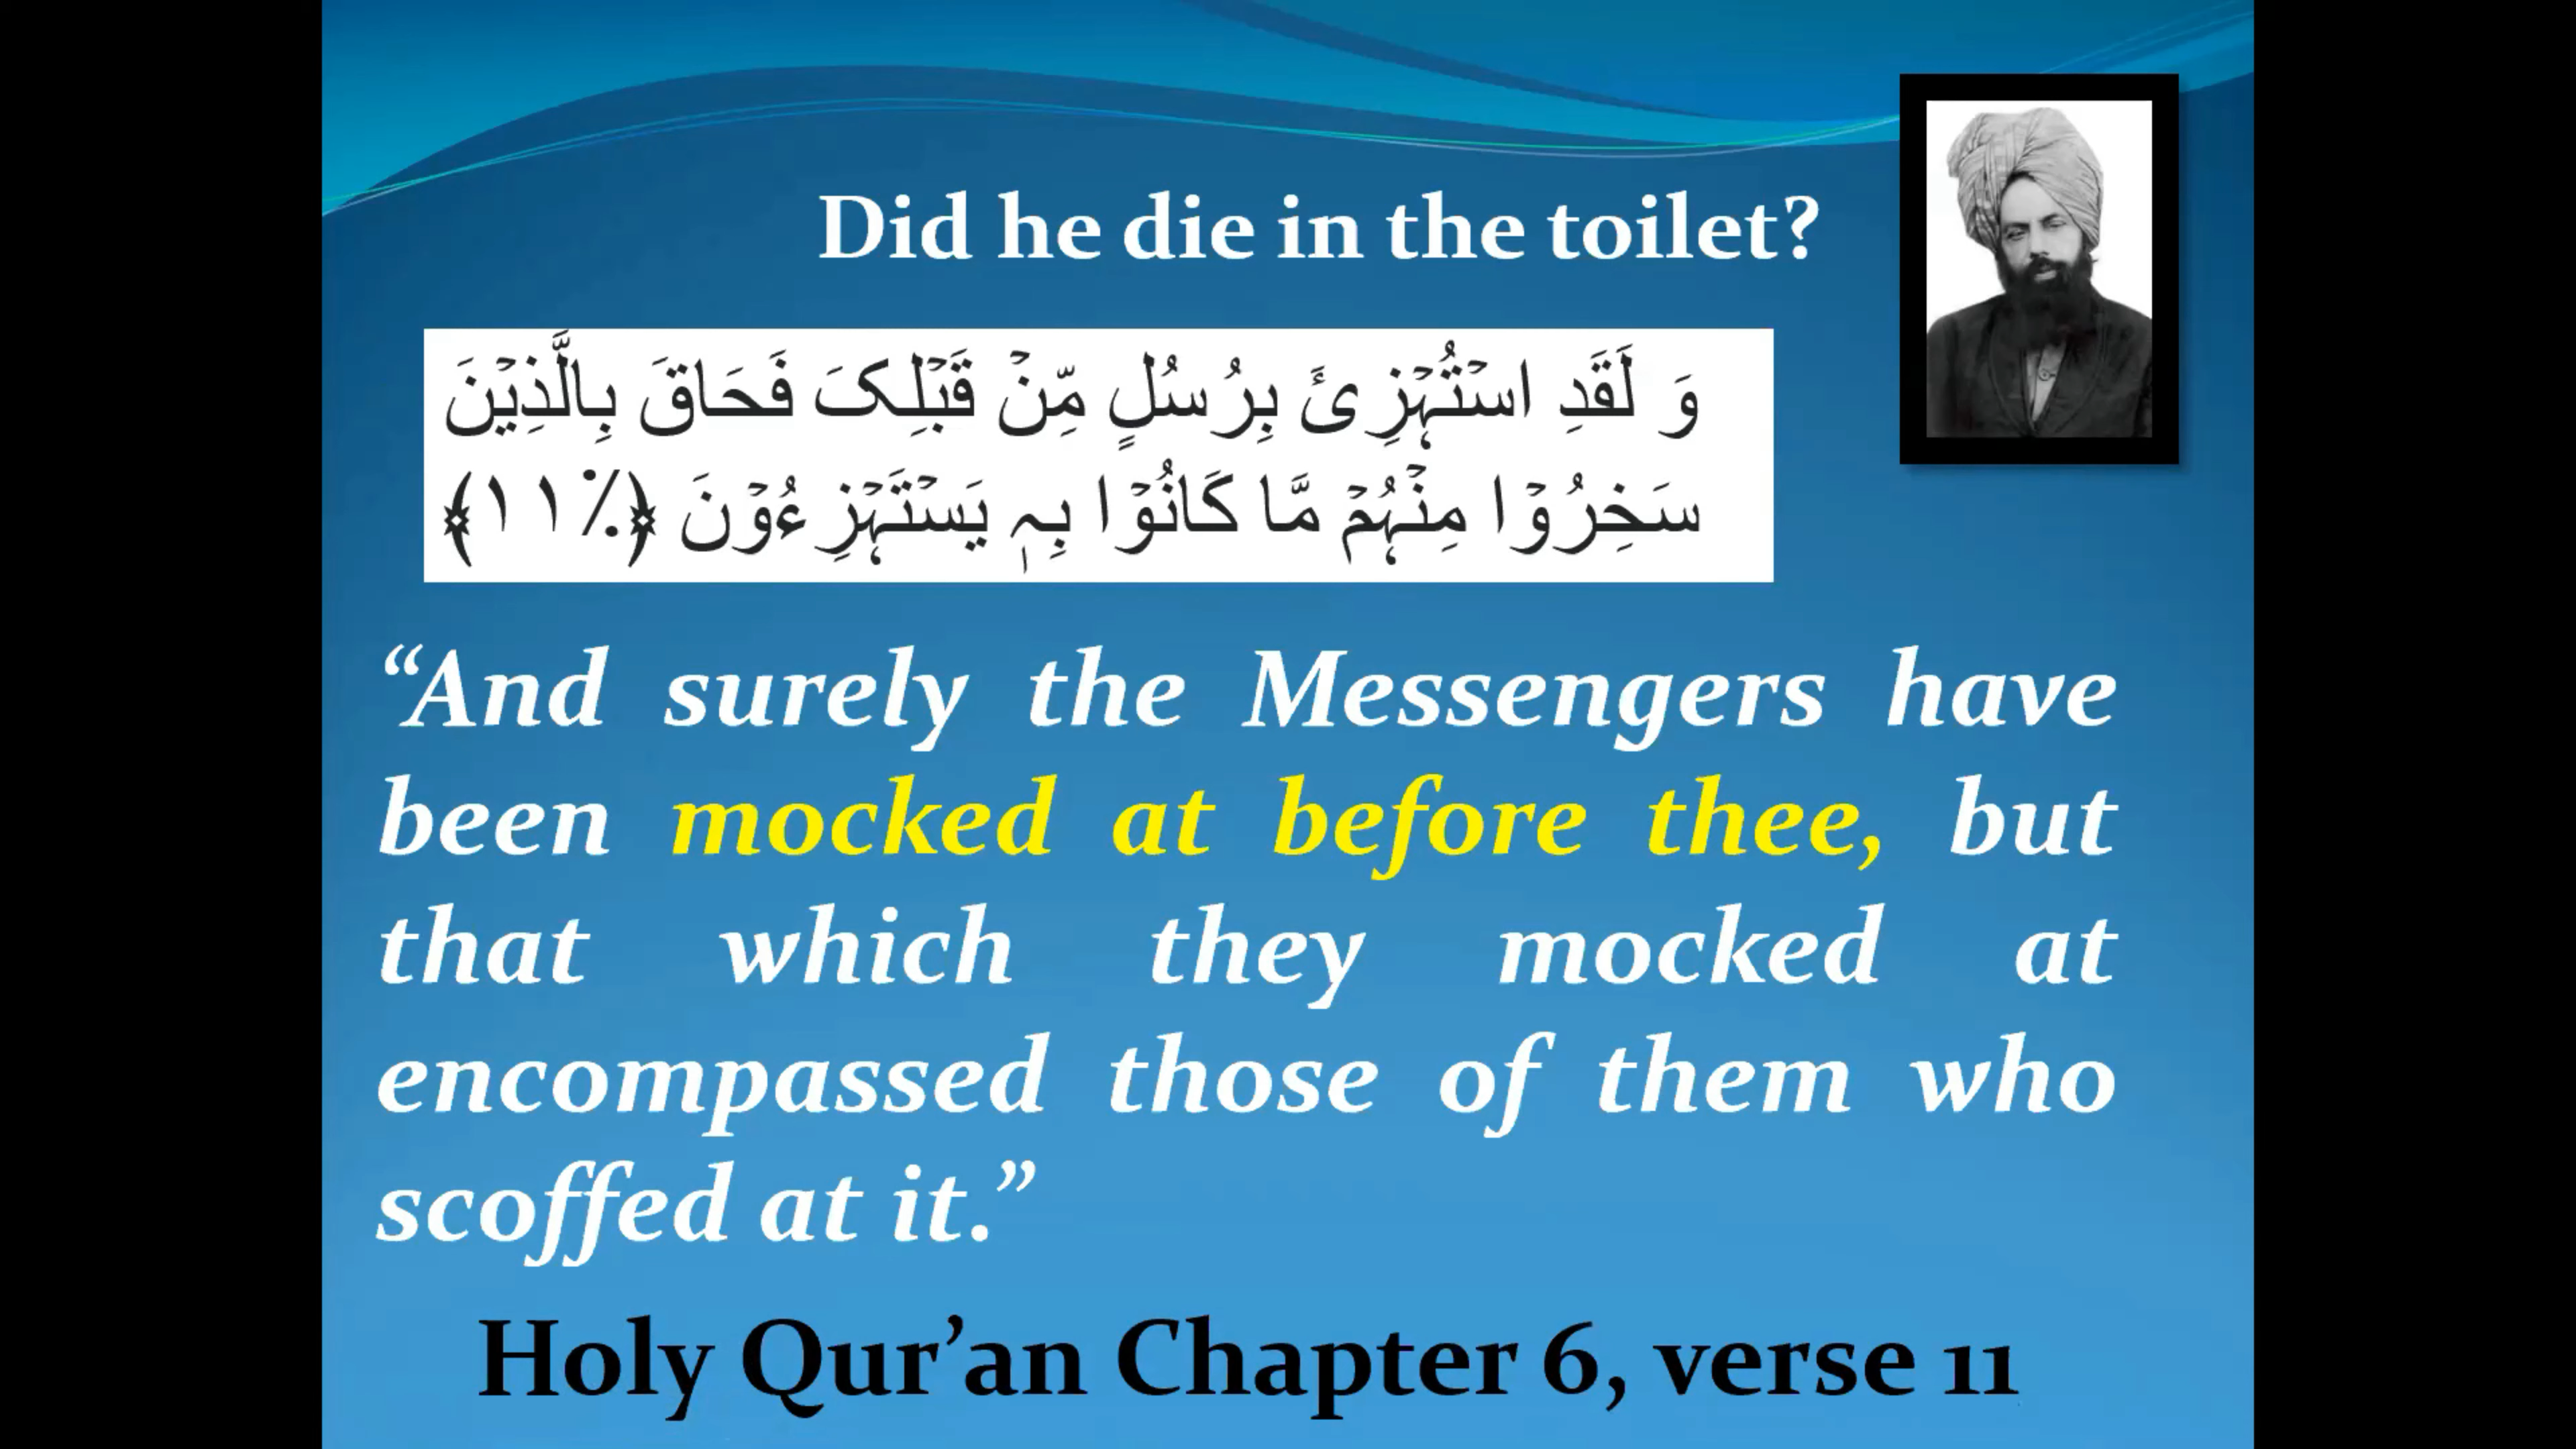 Did he die in the toilet?
وَ لَقَدِ اسۡتُہۡزِیَٔ بِرُسُلٍ مِّنۡ قَبۡلِکَ فَحَاقَ بِالَّذِیۡنَ
سَخِرُوۡا مِنۡہُمۡ مَّا کَانُوۡا بِہٖ یَسۡتَہۡزِءُوۡنَ ﴿٪۱۱﴾
“And surely the Messengers have
been mocked at before thee, but
that which they mocked at
encompassed those of them who
scoffed at it.”
Holy Qur’an Chapter 6, verse 11